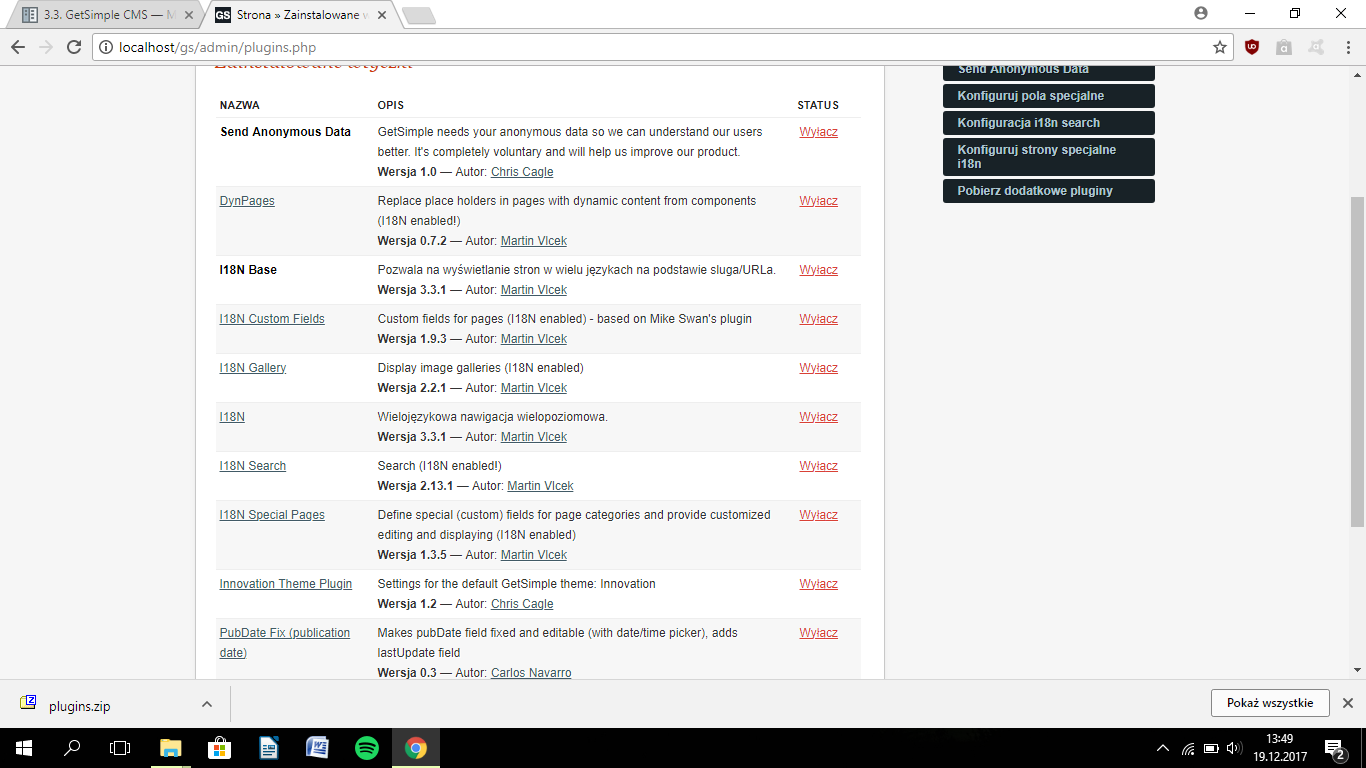 3.3. GetSimple CMS — M
GS Strona » Zainstalowane w
localhost/gs/admin/plugins.php
Zainstalowane wtyczki
NAZWA OPIS STATUS
Send Anonymous Data GetSimple needs your anonymous data so we can understand our users Wyłacz
better. It's completely voluntary and will help us improve our product.
Wersja 1.0 — Autor: Chris Cagle
DynPages Replace place holders in pages with dynamic content from components Wyłacz
(I18N enabled!)
Wersja 0.7.2 — Autor: Martin Vlcek
I18N Base Pozwala na wyświetlanie stron w wielu językach na podstawie sluga/URLa. Wyłacz
Wersja 3.3.1 — Autor: Martin Vlcek
I18N Custom Fields Custom fields for pages (I18N enabled) - based on Mike Swan's plugin Wyłacz
Wersja 1.9.3 — Autor: Martin Vlcek
I18N Gallery Display image galleries (I18N enabled) Wyłacz
Wersja 2.2.1 — Autor: Martin Vlcek
I18N Wielojęzykowa nawigacja wielopoziomowa. Wyłacz
Wersja 3.3.1 — Autor: Martin Vlcek
I18N Search Search (I18N enabled!) Wyłacz
Wersja 2.13.1 — Autor: Martin Vlcek
I18N Special Pages Define special (custom) fields for page categories and provide customized Wyłacz
editing and displaying (I18N enabled)
Wersja 1.3.5 — Autor: Martin Vlcek
Innovation Theme Plugin Settings for the default GetSimple theme: Innovation Wyłacz
Wersja 1.2 — Autor: Chris Cagle
PubDate Fix (publication Makes pubDate field fixed and editable (with date/time picker), adds Wyłacz
date) lastUpdate field
Wersja 0.3 — Autor: Carlos Navarro
Send Anonymous Data
Konfiguruj pola specjalne
Konfiguracja i18n search
Konfiguruj strony specjalne
i18n
Pobierz dodatkowe pluginy
plugins.zip
Pokaż wszystkie
13:49
19.12.2017
2